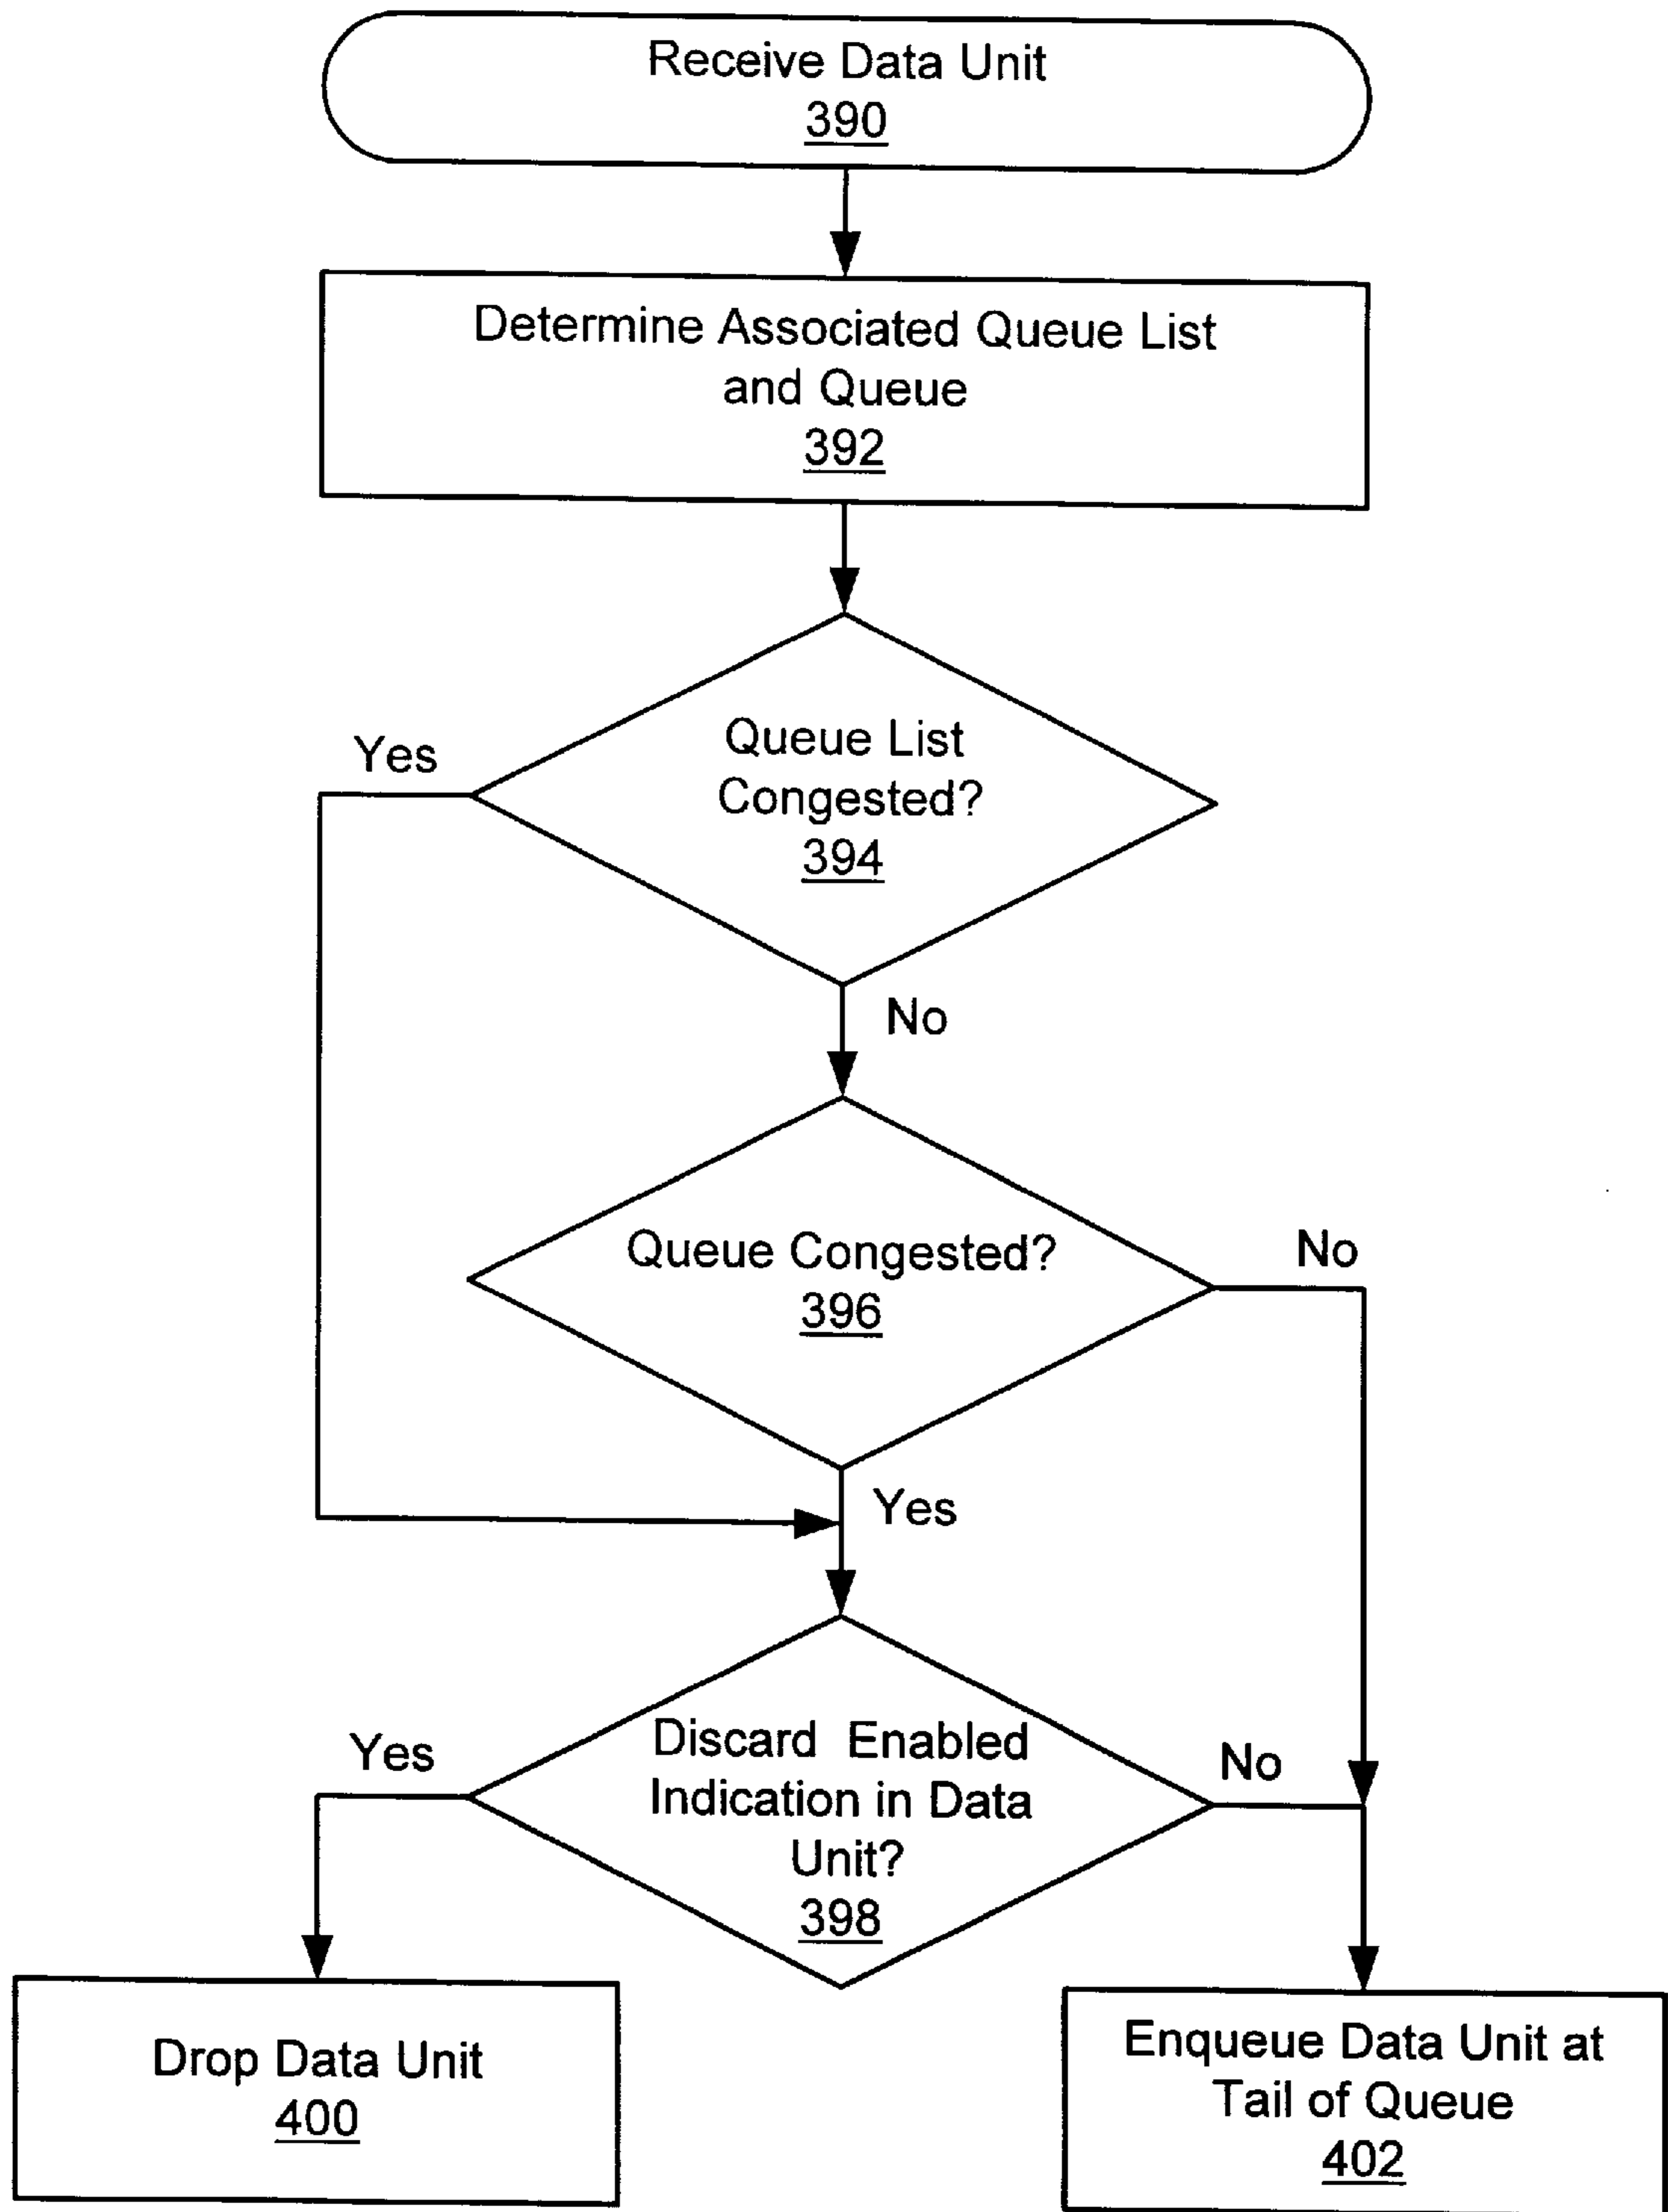 Receive Data Unit
390
Determine Associated Queue List
and Queue
392
Yes
Queue List
Congested?
394
No
Queue Congested?
396
No
Yes
Yes
Discard Enabled
Indication in Data
Unit?
398
No
Drop Data Unit
400
Enqueue Data Unit at
Tail of Queue
402